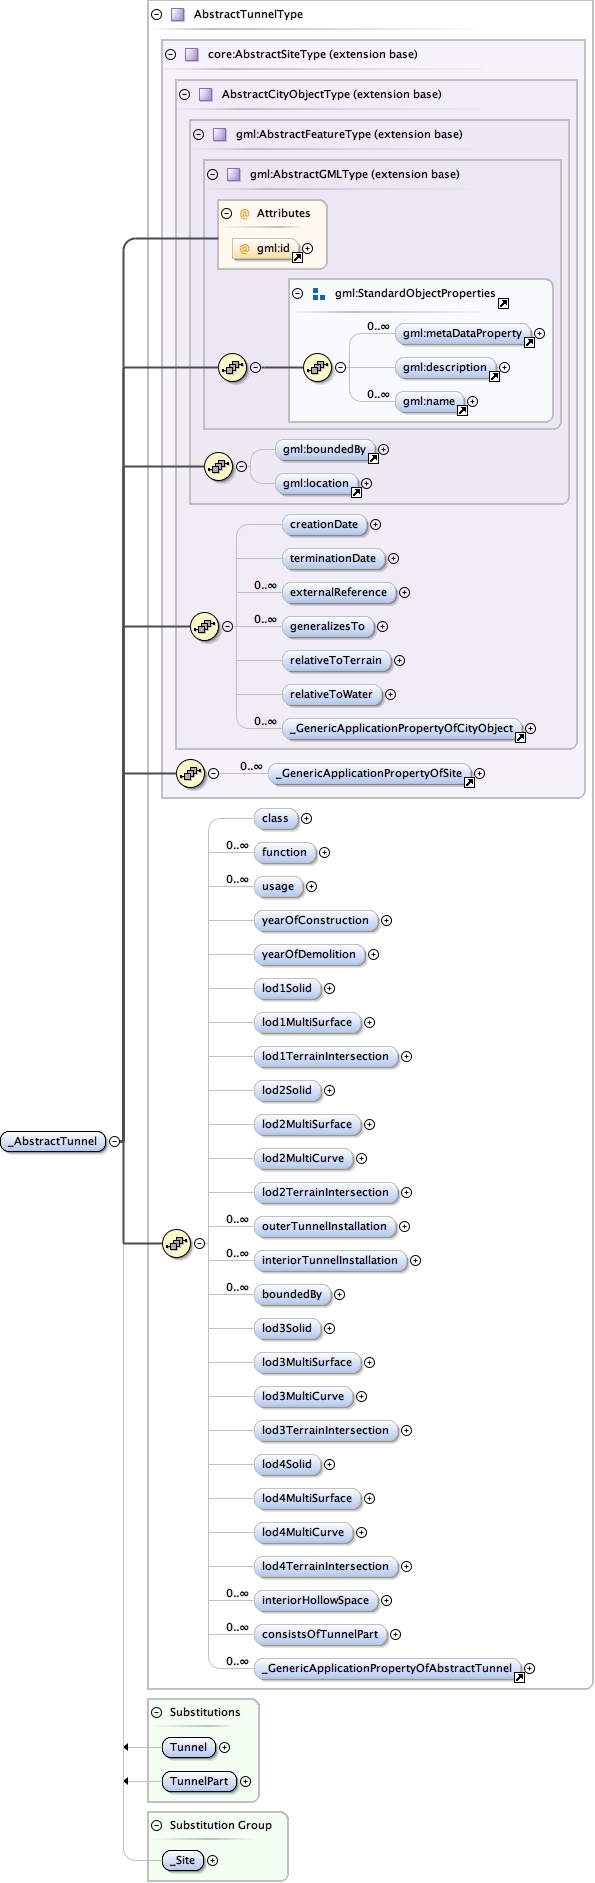 AbstractTunnelType
core:AbstractSiteType (extension base)
AbstractCityObjectType (extension base)
gml:AbstractFeatureType (extension base)
gml:AbstractGMLType (extension base)
@ Attributes
@ gml:id
gml:StandardObjectProperties
0..∞ gml:metaDataProperty
gml:description
0..∞ gml:name
gml:boundedBy
gml:location
creationDate
terminationDate
0..∞ externalReference
0..∞ generalizesTo
relativeToTerrain
relativeToWater
0..∞ _GenericApplicationPropertyOfCityObject
0..∞ _GenericApplicationPropertyOfSite
class
0..∞ function
0..∞ usage
yearOfConstruction
yearOfDemolition
lod1Solid
lod1MultiSurface
lod1TerrainIntersection
lod2Solid
lod2MultiSurface
_AbstractTunnel
lod2MultiCurve
lod2TerrainIntersection
0..∞ outerTunnelInstallation
0..∞ interiorTunnelInstallation
0..∞ boundedBy
lod3Solid
lod3MultiSurface
lod3MultiCurve
lod3TerrainIntersection
lod4Solid
lod4MultiSurface
lod4MultiCurve
lod4TerrainIntersection
0..∞ interiorHollowSpace
0..∞ consistsOfTunnelPart
0..∞ _GenericApplicationPropertyOfAbstractTunnel
Substitutions
Tunnel
TunnelPart
Substitution Group
_Site